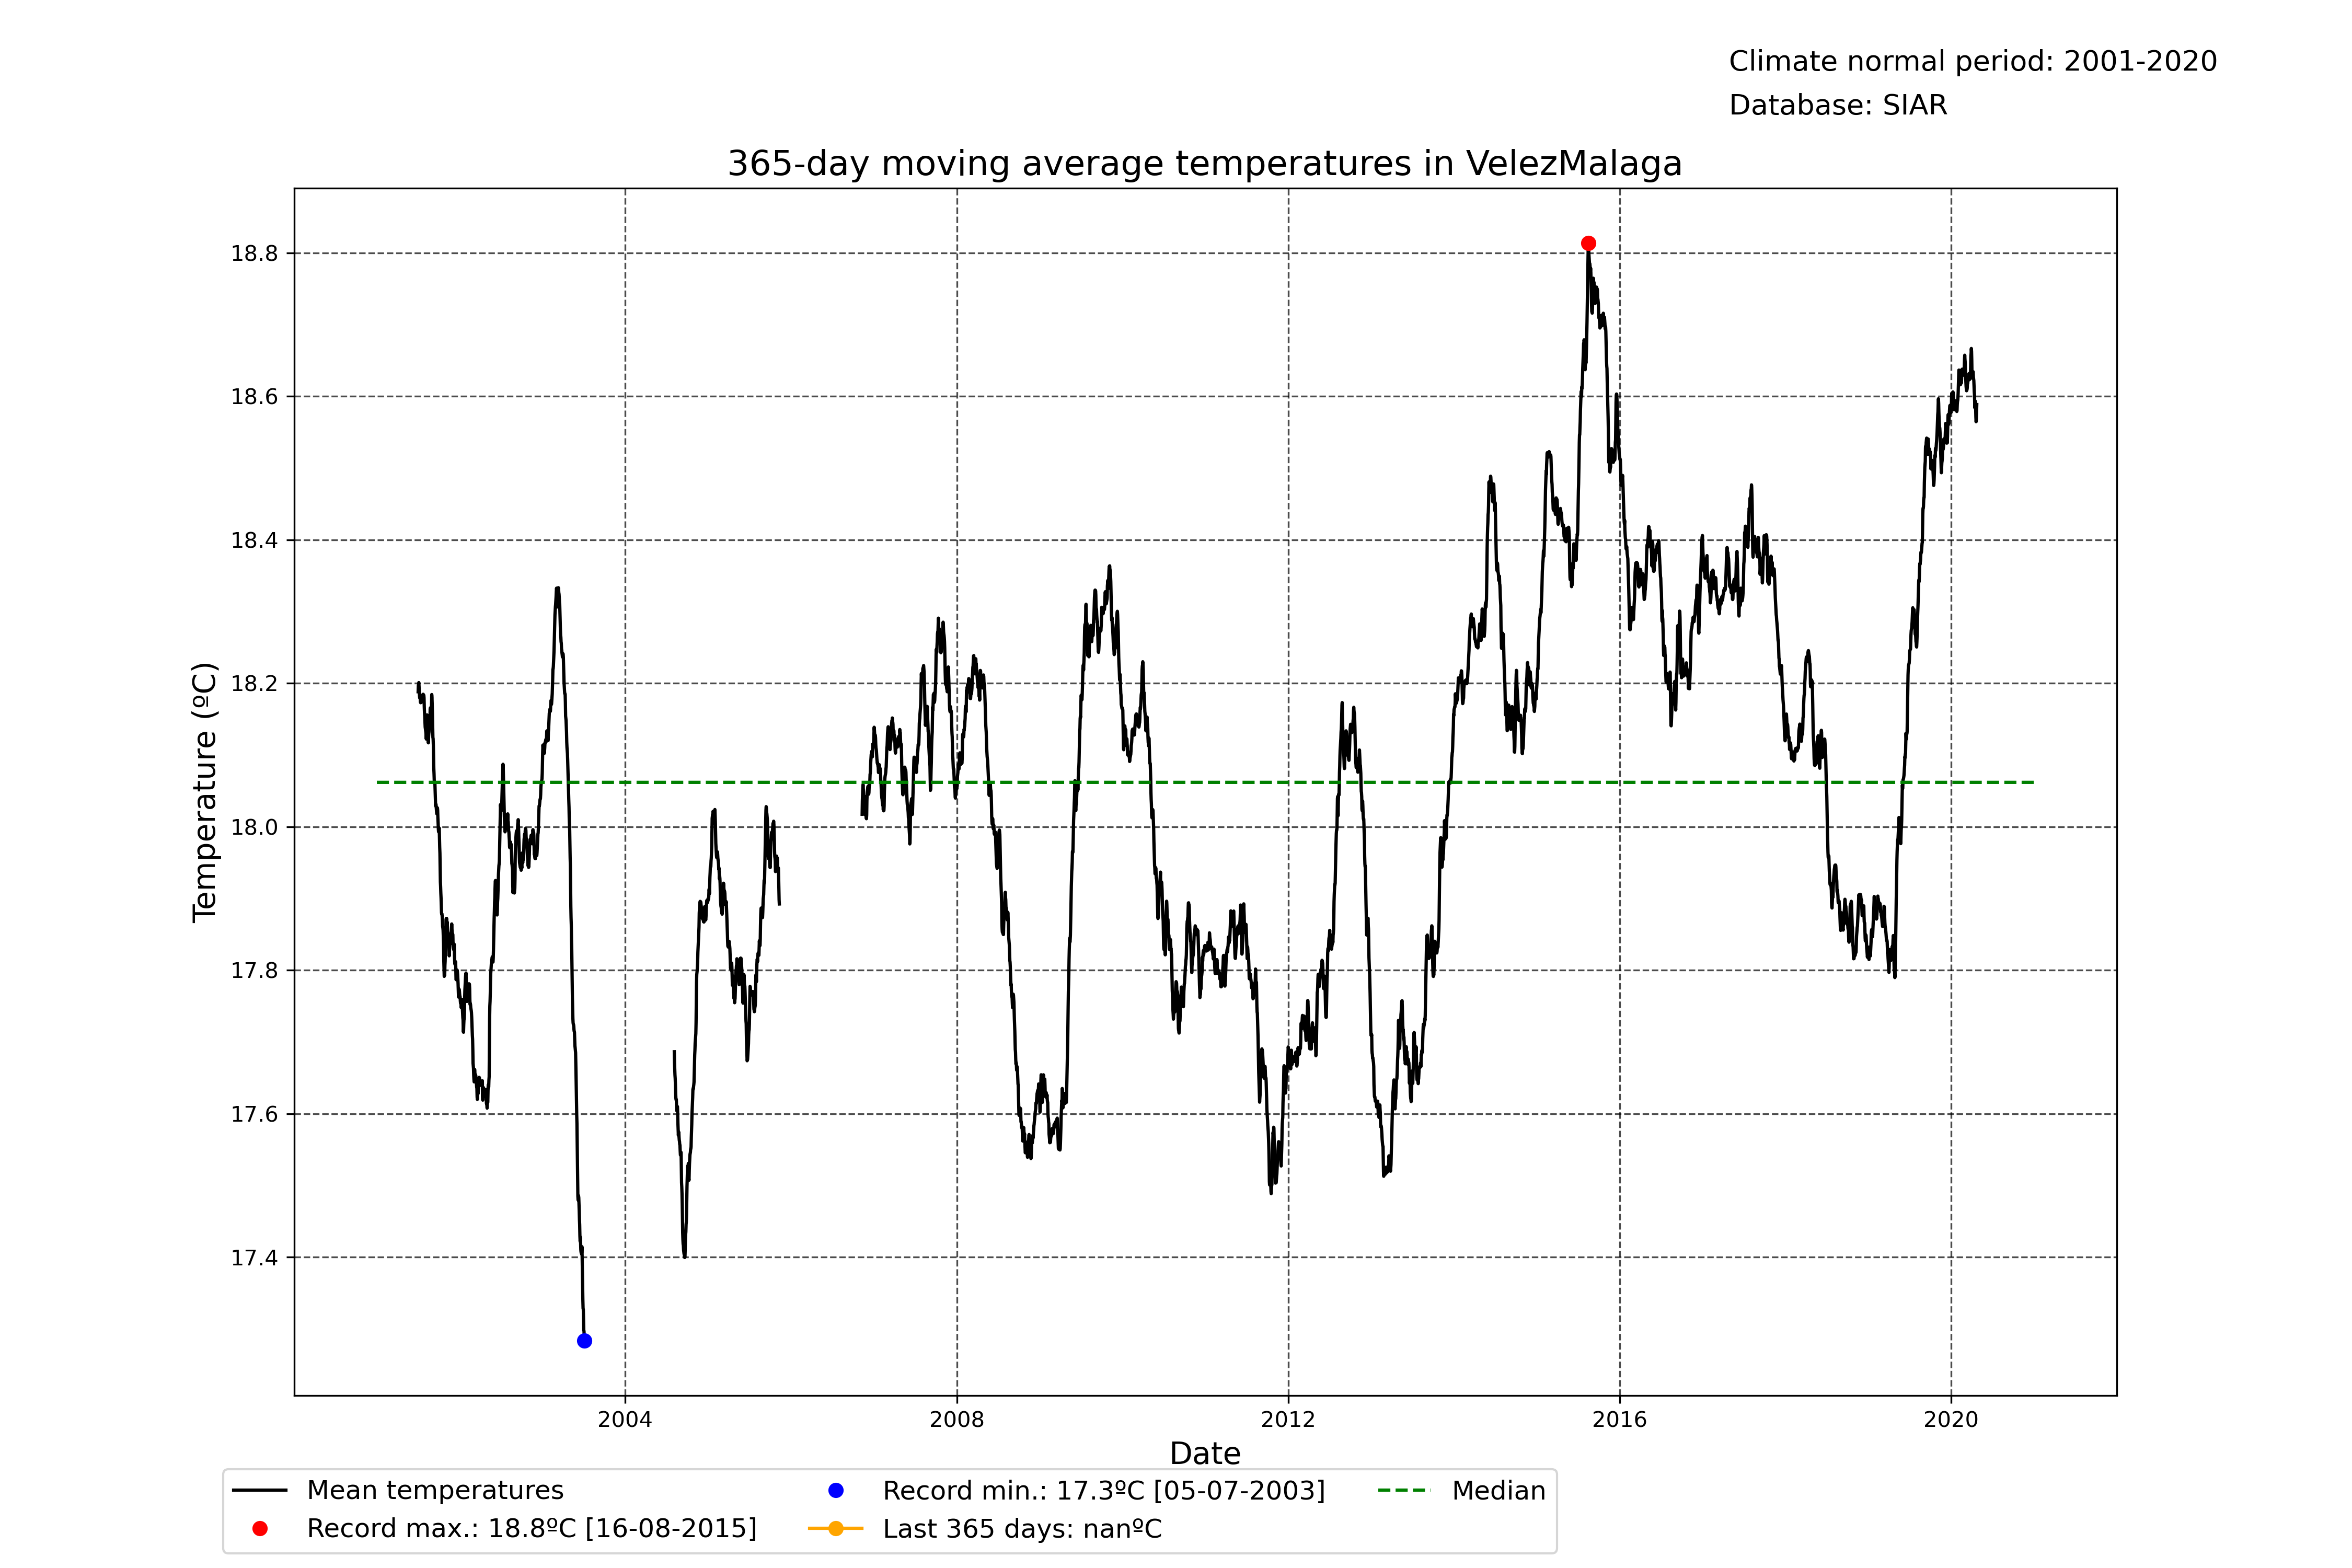 Climate normal period: 2001-2020
Database: SIAR
365-day moving average temperatures in VelezMalaga
Temperature (ºC)
18.8
18.6
18.4
18.2
18.0
17.8
17.6
17.4
2004 2008 2012 2016 2020
Date
Mean temperatures
Record max.: 18.8ºC [16-08-2015]
Record min.: 17.3ºC [05-07-2003]
Last 365 days: nanºC
Median